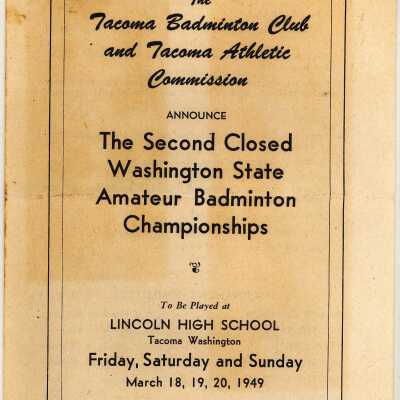 The
Tacoma Badminton Club
and Tacoma Athletic
Commission
ANNOUNCE
The Second Closed
Washington State
Amateur Badminton
Championships
To Be Played at
LINCOLN HIGH SCHOOL
Tacoma Washington
Friday, Saturday and Sunday
March 18, 19, 20, 1949